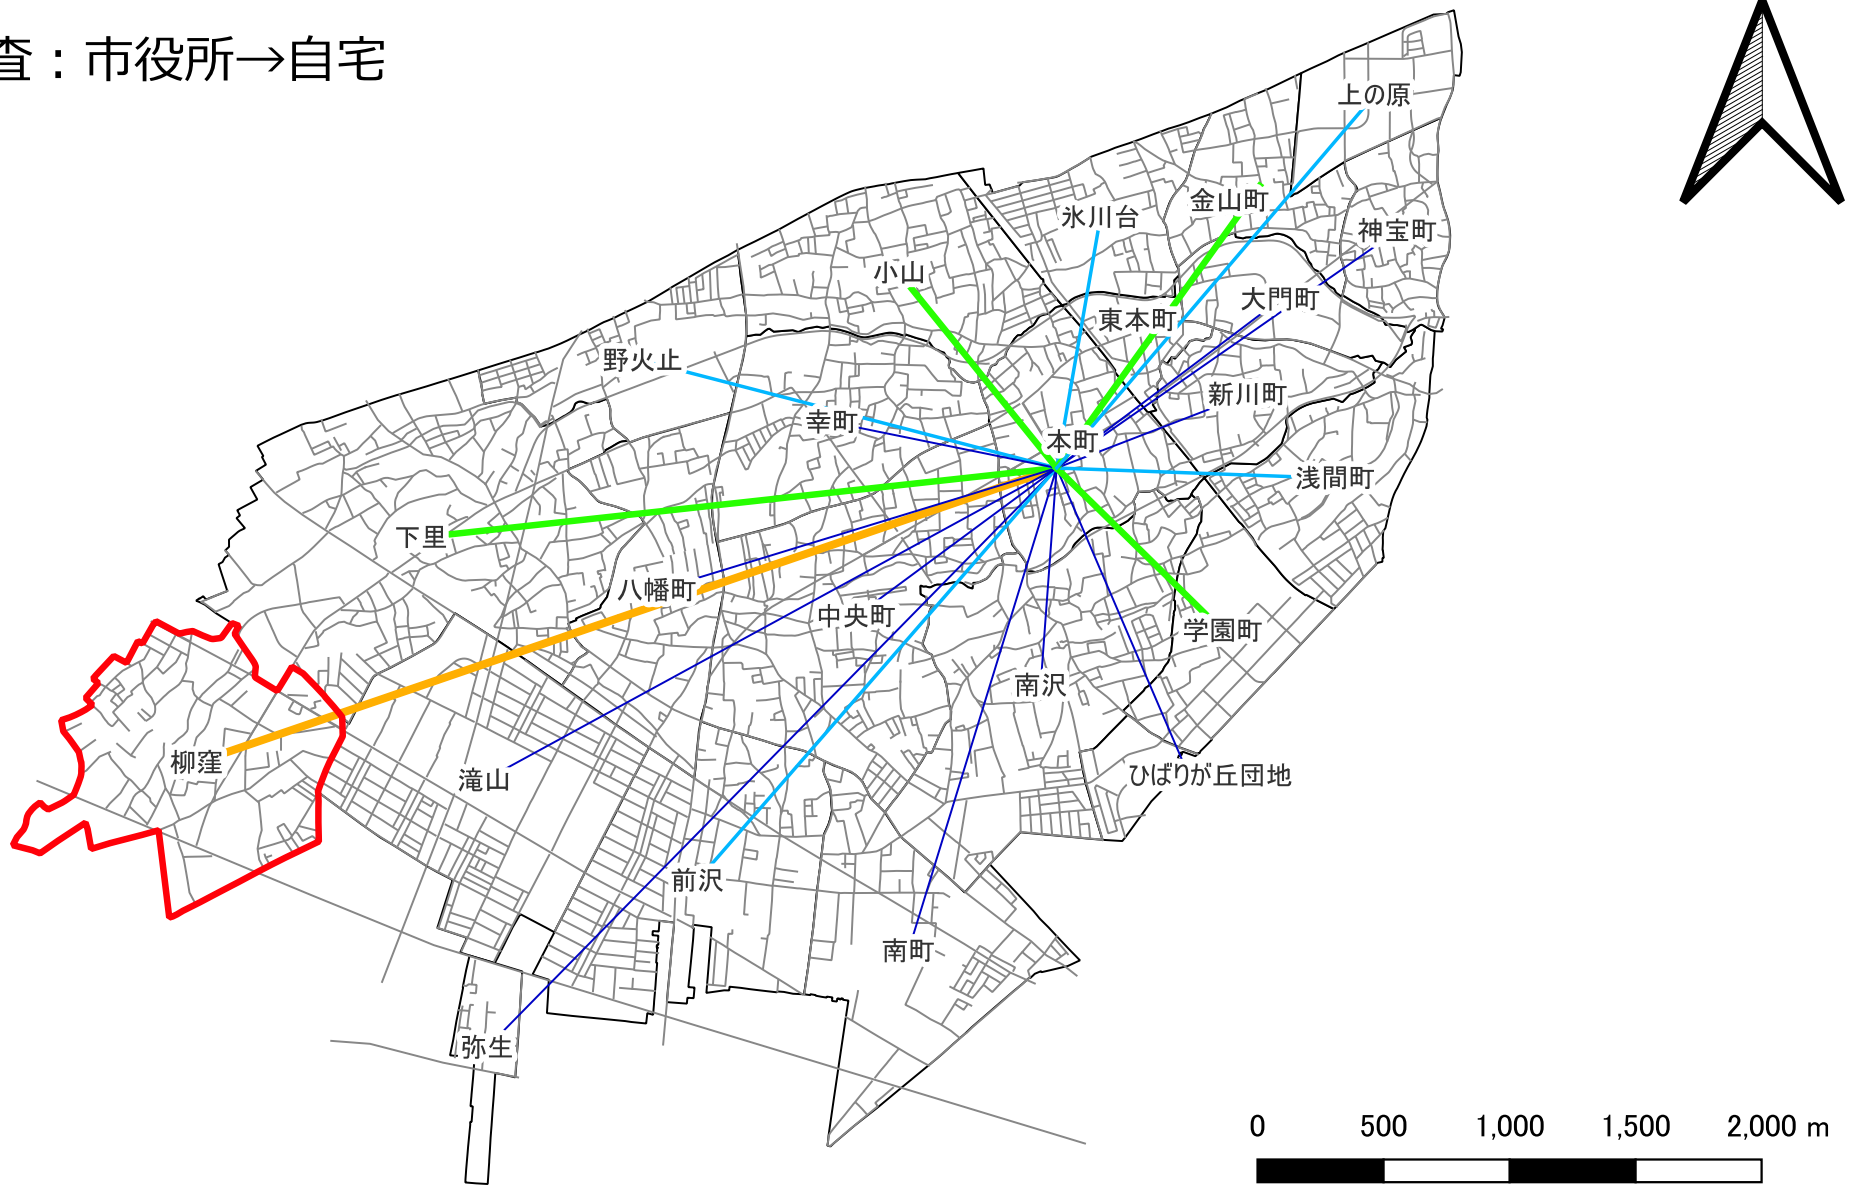 査：市役所→自宅
上の原
金山町
氷川台
神宝町
小山
大門町
東本町
野火止
新川町
幸町
本町
浅間町
下里
八幡町
中央町
学園町
南沢
柳窪
滝山
ひばりが丘団地
前沢
南町
弥生
0 500 1,000 1,500 2,000 m